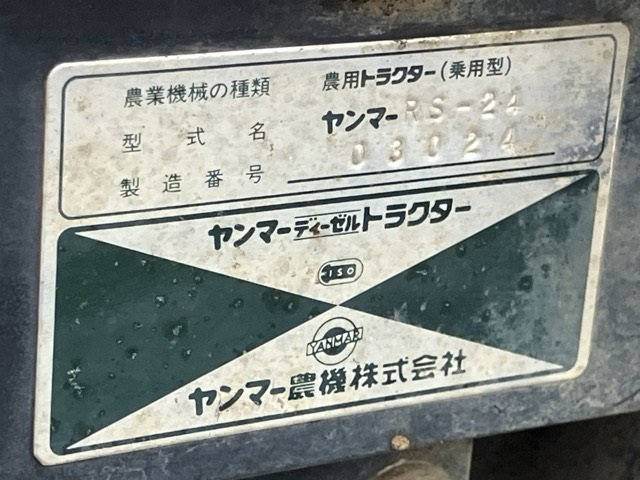 農業機械の種類 農用トラクター(乗用型)
型式名 ヤンマー RS-24
製造番号 03024
ヤンマーディーゼルトラクター
ISO
YANMAR
ヤンマー農機株式会社